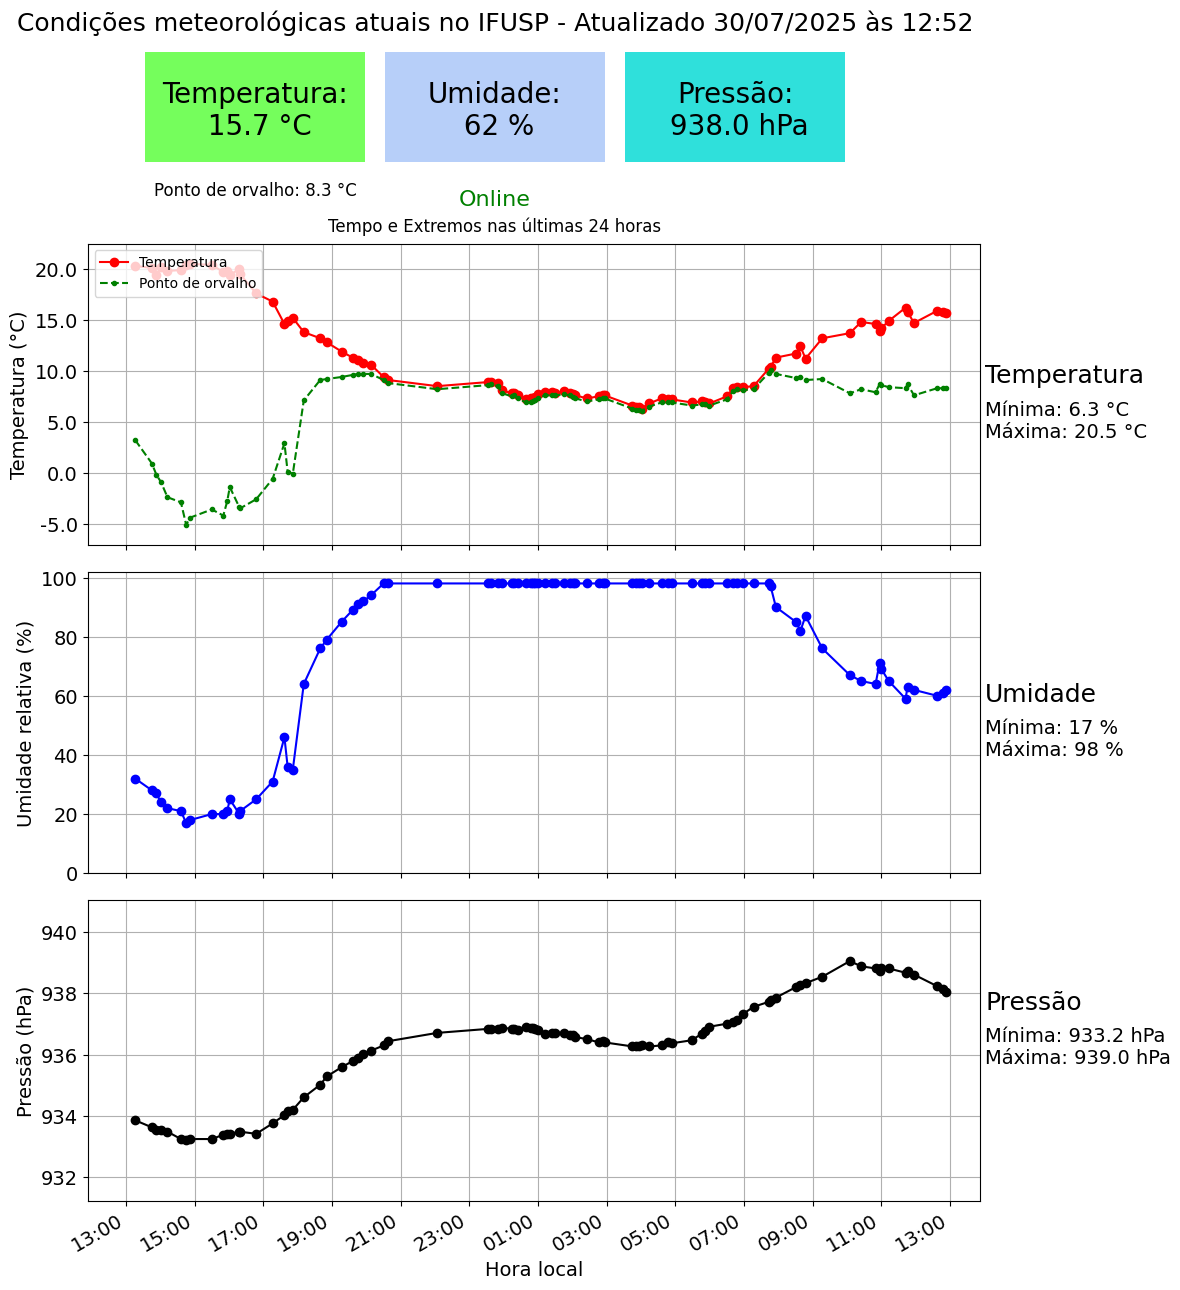 Condições meteorológicas atuais no IFUSP - Atualizado 30/07/2025 às 12:52
Temperatura:
15.7 °C
Umidade:
62 %
Pressão:
938.0 hPa
Ponto de orvalho: 8.3 °C
Online
Tempo e Extremos nas últimas 24 horas
Temperatura (°C)
20.0
15.0
10.0
5.0
0.0
-5.0
Temperatura
Ponto de orvalho
Temperatura
Mínima: 6.3 °C
Máxima: 20.5 °C
Umidade relativa (%)
100
80
60
40
20
0
Umidade
Mínima: 17 %
Máxima: 98 %
Pressão (hPa)
940
938
936
934
932
Pressão
Mínima: 933.2 hPa
Máxima: 939.0 hPa
13:00
15:00
17:00
19:00
21:00
23:00
01:00
03:00
05:00
07:00
09:00
11:00
13:00
Hora local